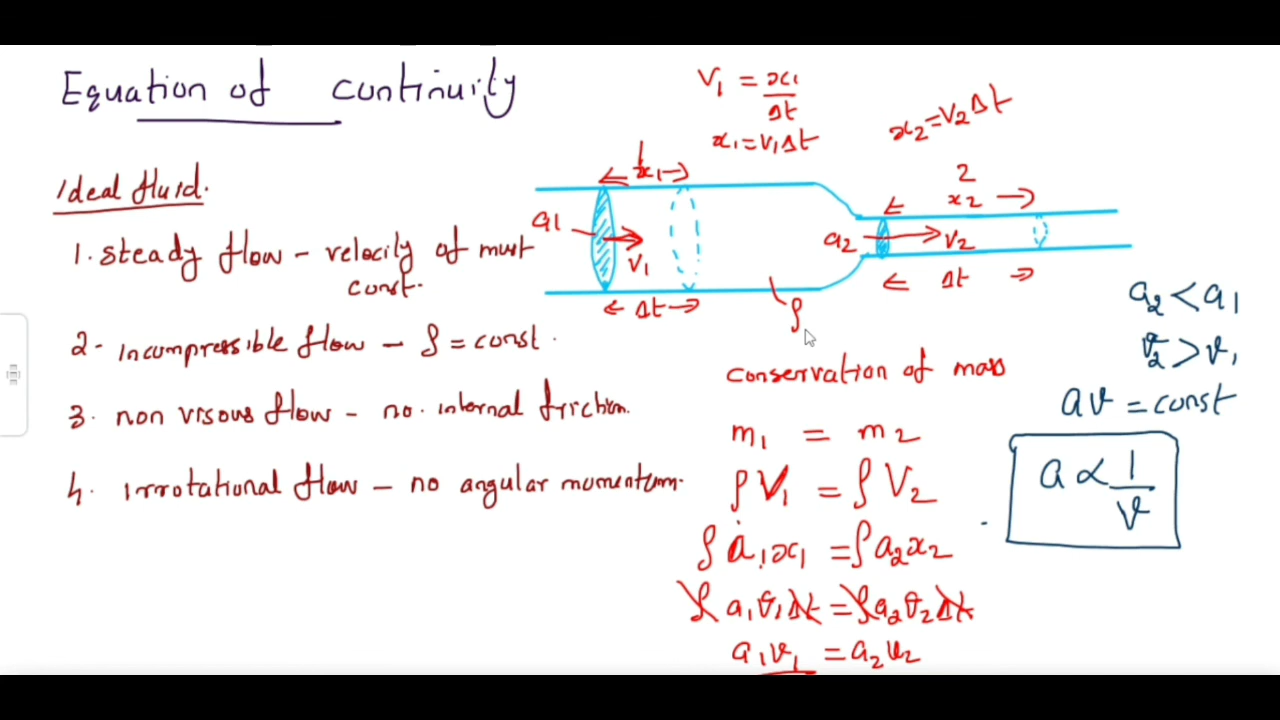 Equation of continuity
Ideal fluid.
1. steady flow - velocity of must
const.
2- incompressible flow - ρ = const.
3. non visous flow - no. internal friction.
4. irrotational flow - no angular momentum.
V1 = x1/Δt
x1 = V1Δt
x2 = V2Δt
1
x1
a1
V1
Δt
ρ
2
x2
a2
V2
Δt
a2 < a1
v2 > v1
av = const
a ∝ 1/v
conservation of mass
m1 = m2
ρV1 = ρV2
ρa1x1 = ρa2x2
ρa1v1Δt = ρa2v2Δt
a1v1 = a2v2